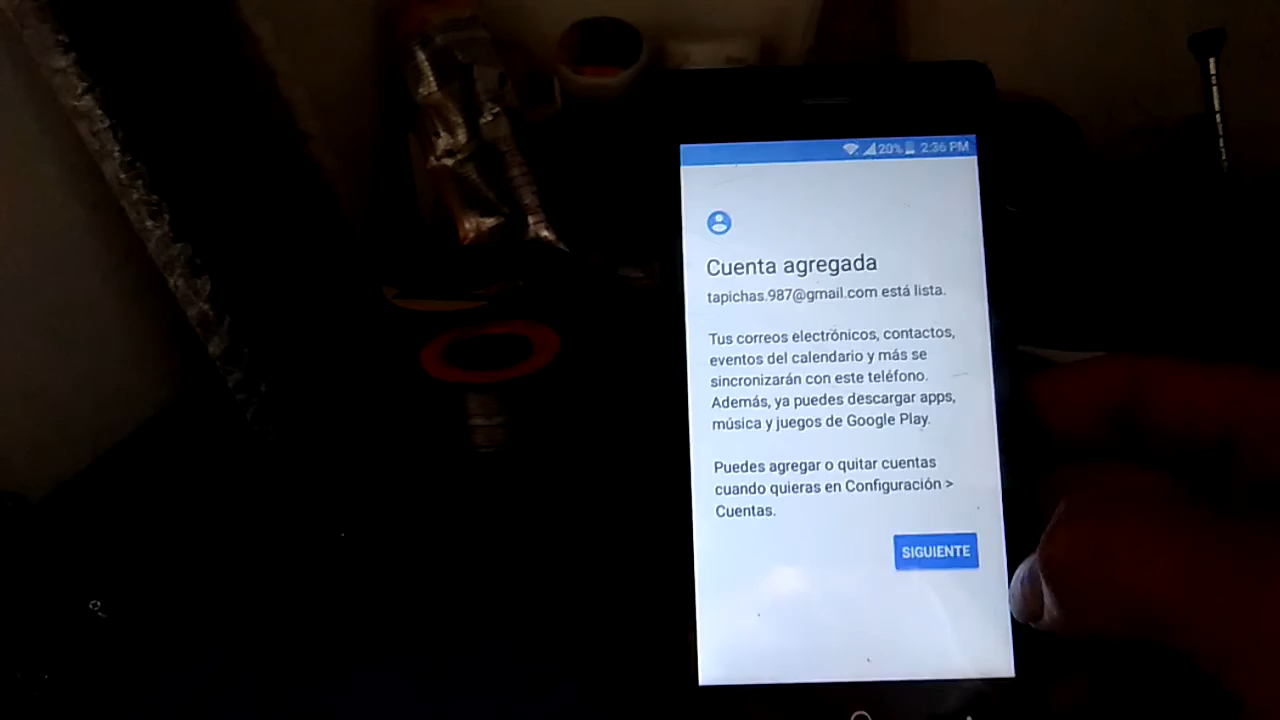 20% 2:36 PM
Cuenta agregada
tapichas.987@gmail.com está lista.
Tus correos electrónicos, contactos,
eventos del calendario y más se
sincronizarán con este teléfono.
Además, ya puedes descargar apps,
música y juegos de Google Play.
Puedes agregar o quitar cuentas
cuando quieras en Configuración >
Cuentas.
SIGUIENTE